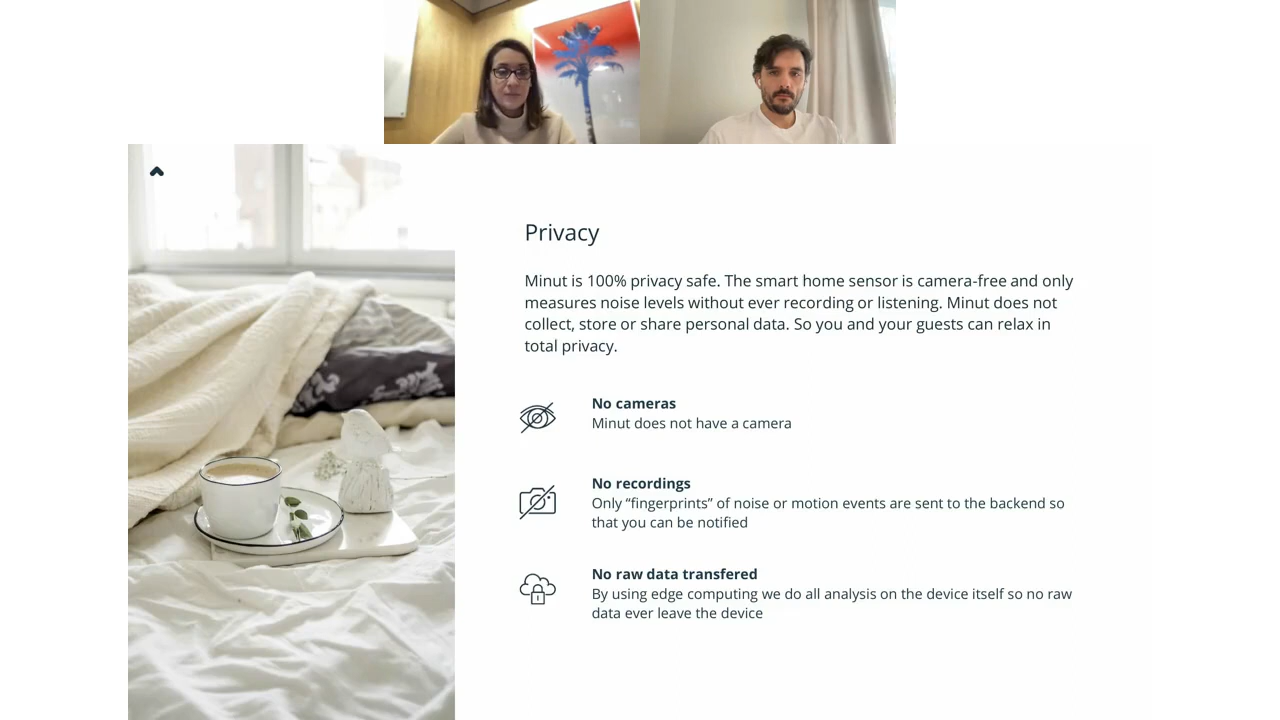 Privacy
Minut is 100% privacy safe. The smart home sensor is camera-free and only
measures noise levels without ever recording or listening. Minut does not
collect, store or share personal data. So you and your guests can relax in
total privacy.
No cameras
Minut does not have a camera
No recordings
Only “fingerprints” of noise or motion events are sent to the backend so
that you can be notified
No raw data transfered
By using edge computing we do all analysis on the device itself so no raw
data ever leave the device